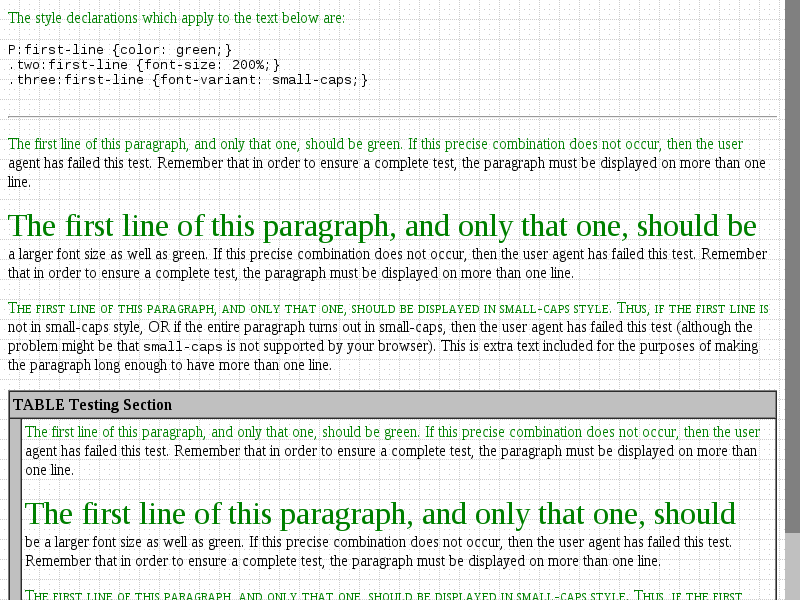 The style declarations which apply to the text below are:
P:first-line {color: green;}
.two:first-line {font-size: 200%;}
.three:first-line {font-variant: small-caps;}
The first line of this paragraph, and only that one, should be green. If this precise combination does not occur, then the user
agent has failed this test. Remember that in order to ensure a complete test, the paragraph must be displayed on more than one
line.
The first line of this paragraph, and only that one, should be
a larger font size as well as green. If this precise combination does not occur, then the user agent has failed this test. Remember
that in order to ensure a complete test, the paragraph must be displayed on more than one line.
The first line of this paragraph, and only that one, should be displayed in small-caps style. Thus, if the first line is
not in small-caps style, OR if the entire paragraph turns out in small-caps, then the user agent has failed this test (although the
problem might be that small-caps is not supported by your browser). This is extra text included for the purposes of making
the paragraph long enough to have more than one line.
TABLE Testing Section
The first line of this paragraph, and only that one, should be green. If this precise combination does not occur, then the user
agent has failed this test. Remember that in order to ensure a complete test, the paragraph must be displayed on more than
one line.
The first line of this paragraph, and only that one, should
be a larger font size as well as green. If this precise combination does not occur, then the user agent has failed this test.
Remember that in order to ensure a complete test, the paragraph must be displayed on more than one line.
The first line of this paragraph, and only that one, should be displayed in small-caps style. Thus, if the first